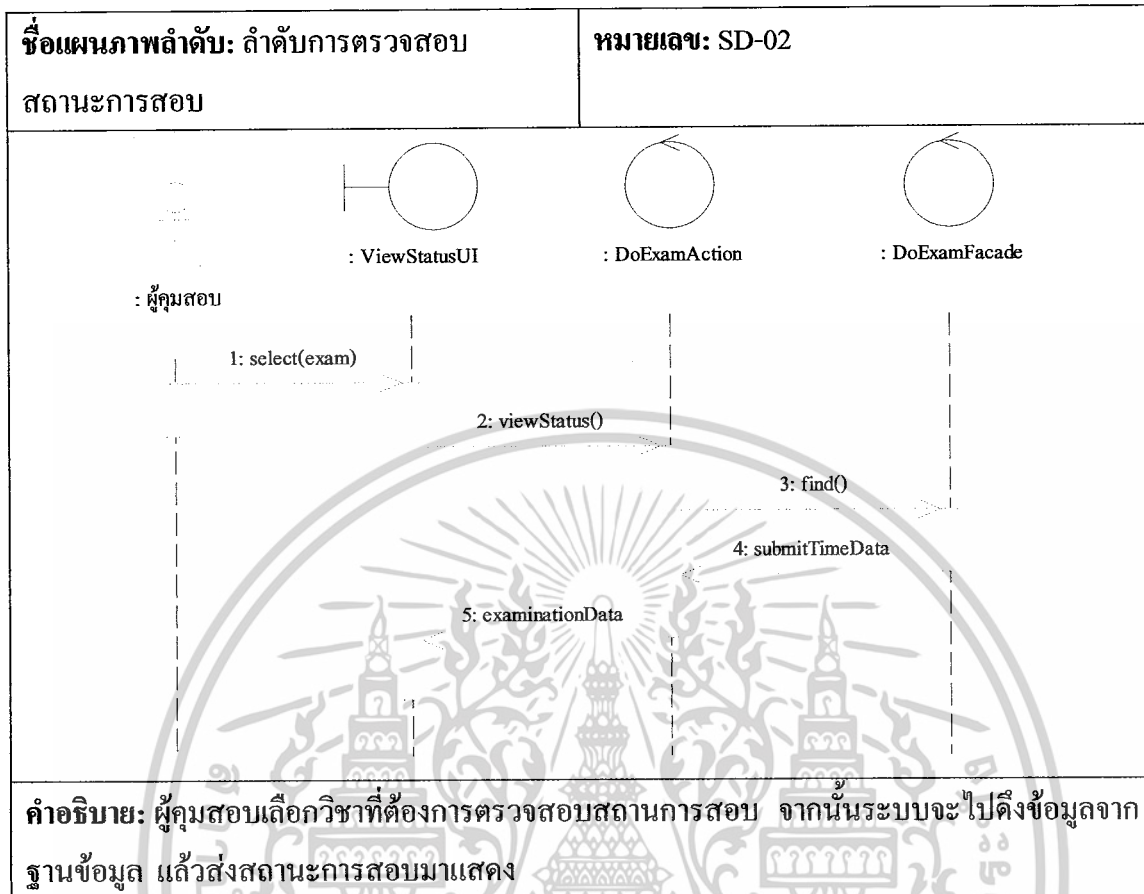 ชื่อแผนภาพลำดับ: ลำดับการตรวจสอบ
สถานะการสอบ
หมายเลข: SD-02
: ViewStatusUI
: DoExamAction
: DoExamFacade
: ผู้คุมสอบ
1: select(exam)
2: viewStatus()
3: find()
4: submitTimeData
5: examinationData
คำอธิบาย: ผู้คุมสอบเลือกวิชาที่ต้องการตรวจสอบสถานการสอบ จากนั้นระบบจะไปดึงข้อมูลจาก
ฐานข้อมูล แล้วส่งสถานะการสอบมาแสดง